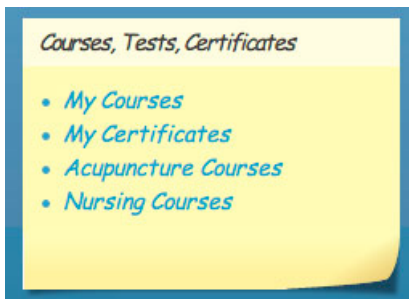 Courses, Tests, Certificates
• My Courses
• My Certificates
• Acupuncture Courses
• Nursing Courses